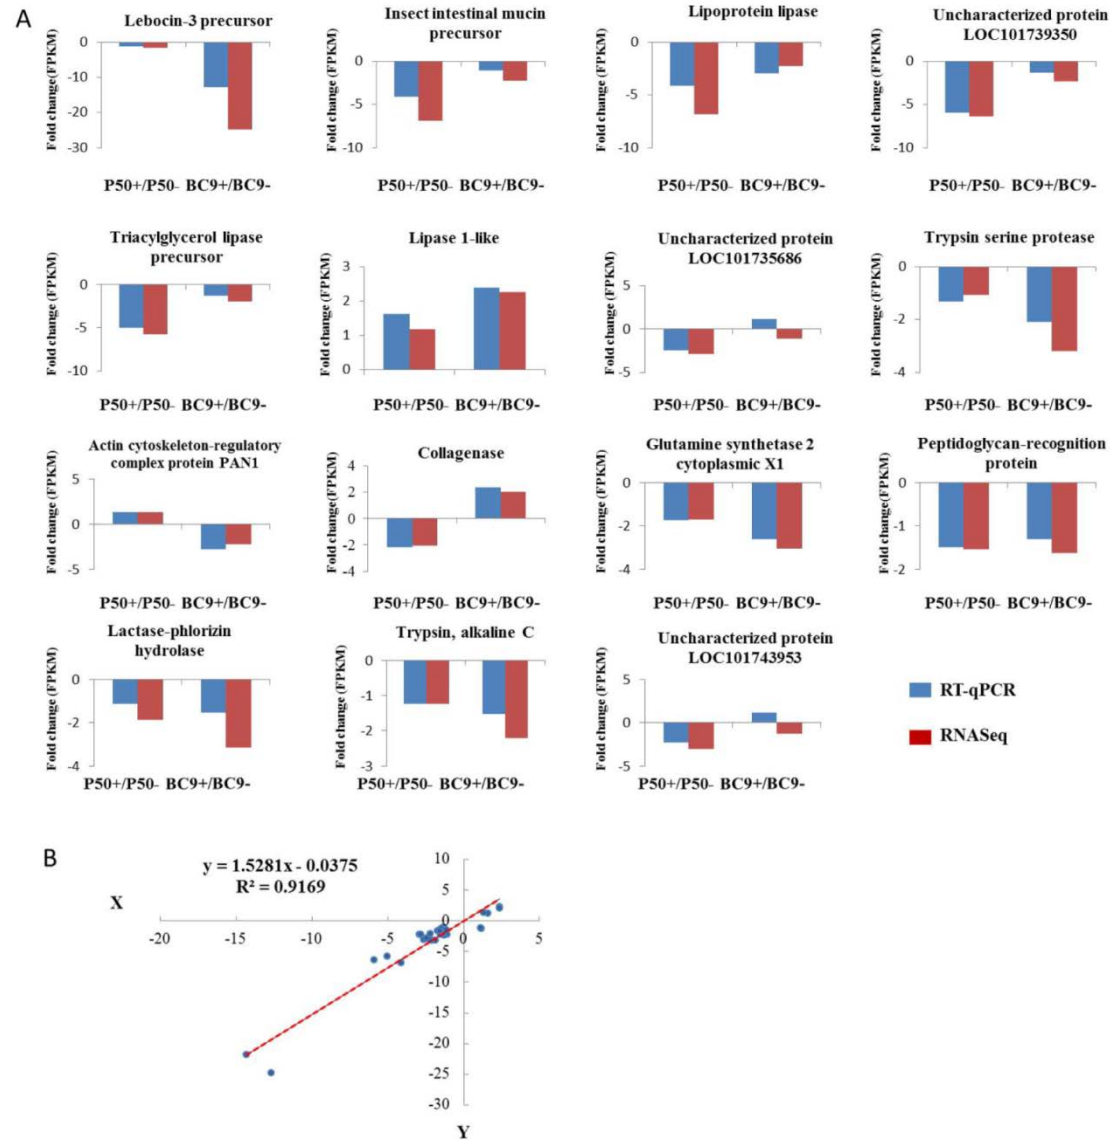 A
Lebocin-3 precursor
Fold change(FPKM)
0
-10
-20
-30
P50+/P50- BC9+/BC9-
Insect intestinal mucin
precursor
Fold change (FPKM)
0
-5
-10
P50+/P50- BC9+/BC9-
Lipoprotein lipase
Fold change (FPKM)
0
-5
-10
P50+/P50- BC9+/BC9-
Uncharacterized protein
LOC101739350
Fold change (FPKM)
0
-5
-10
P50+/P50- BC9+/BC9-
Triacylglycerol lipase
precursor
Fold change (FPKM)
0
-5
-10
P50+/P50- BC9+/BC9-
Lipase 1-like
Fold change (FPKM)
3
2
1
0
P50+/P50- BC9+/BC9-
Uncharacterized protein
LOC101735686
Fold change (FPKM)
5
0
-5
P50+/P50- BC9+/BC9-
Trypsin serine protease
Fold change (FPKM)
0
-2
-4
P50+/P50- BC9+/BC9-
Actin cytoskeleton-regulatory
complex protein PAN1
Fold change (FPKM)
5
0
-5
P50+/P50- BC9+/BC9-
Collagenase
Fold change (FPKM)
4
2
0
-2
-4
P50+/P50- BC9+/BC9-
Glutamine synthetase 2
cytoplasmic X1
Fold change (FPKM)
0
-2
-4
P50+/P50- BC9+/BC9-
Peptidoglycan-recognition
protein
Fold change(FPKM)
0
-1
-2
P50+/P50- BC9+/BC9-
Lactase-phlorizin
hydrolase
Fold change (FPKM)
0
-2
-4
P50+/P50- BC9+/BC9-
Trypsin, alkaline C
Fold change (FPKM)
0
-1
-2
-3
P50+/P50- BC9+/BC9-
Uncharacterized protein
LOC101743953
Fold change (FPKM)
5
0
-5
P50+/P50- BC9+/BC9-
RT-qPCR
RNASeq
B
y = 1.5281x - 0.0375
R² = 0.9169
X
10
5
0
-5
-10
-15
-20
-25
-30
-20
-15
-10
-5
0
5
Y